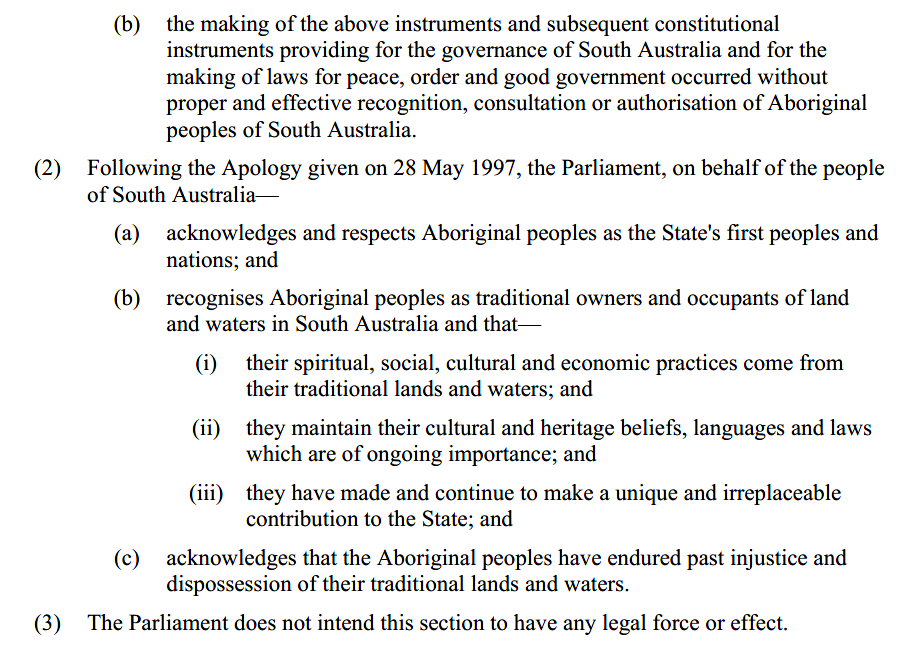 (b) the making of the above instruments and subsequent constitutional
instruments providing for the governance of South Australia and for the
making of laws for peace, order and good government occurred without
proper and effective recognition, consultation or authorisation of Aboriginal
peoples of South Australia.
(2) Following the Apology given on 28 May 1997, the Parliament, on behalf of the people
of South Australia—
(a) acknowledges and respects Aboriginal peoples as the State's first peoples and
nations; and
(b) recognises Aboriginal peoples as traditional owners and occupants of land
and waters in South Australia and that—
(i) their spiritual, social, cultural and economic practices come from
their traditional lands and waters; and
(ii) they maintain their cultural and heritage beliefs, languages and laws
which are of ongoing importance; and
(iii) they have made and continue to make a unique and irreplaceable
contribution to the State; and
(c) acknowledges that the Aboriginal peoples have endured past injustice and
dispossession of their traditional lands and waters.
(3) The Parliament does not intend this section to have any legal force or effect.